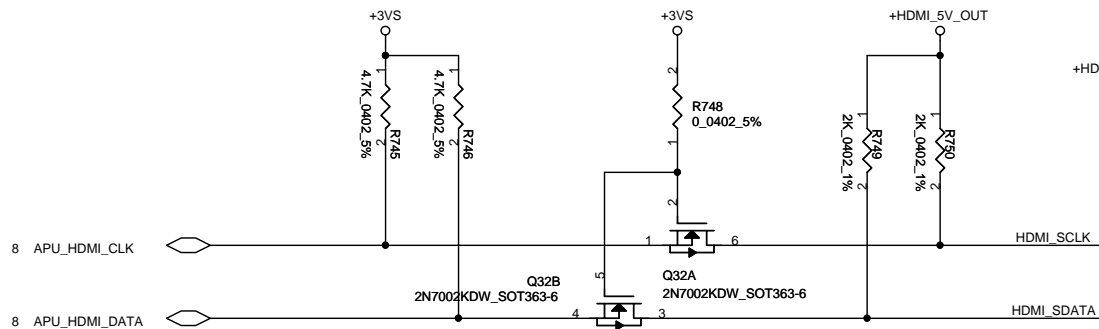 +3VS
+3VS
+HDMI_5V_OUT
+HD
1
4.7K_0402_5%
R745
2
1
4.7K_0402_5%
R746
2
2
R748
0_0402_5%
1
1
2K_0402_1%
R749
2
1
2K_0402_1%
R750
2
2
8 APU_HDMI_CLK
1
6
HDMI_SCLK
5
Q32B
2N7002KDW_SOT363-6
Q32A
2N7002KDW_SOT363-6
8 APU_HDMI_DATA
4
3
HDMI_SDATA